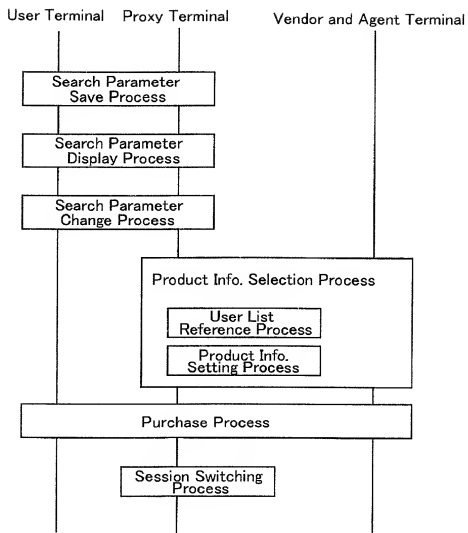 User Terminal Proxy Terminal Vendor and Agent Terminal
Search Parameter
Save Process
Search Parameter
Display Process
Search Parameter
Change Process
Product Info. Selection Process
User List
Reference Process
Product Info.
Setting Process
Purchase Process
Session Switching
Process